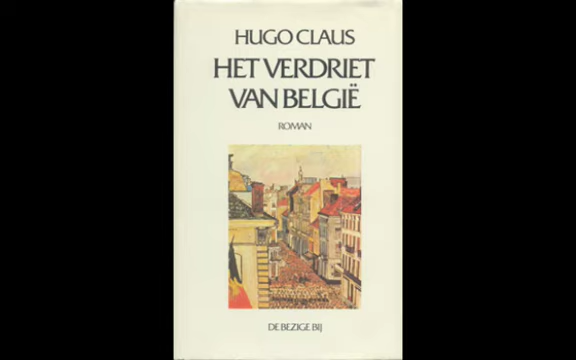 HUGO CLAUS
HET VERDRIET
VAN BELGIË
ROMAN
DE BEZIGE BIJ